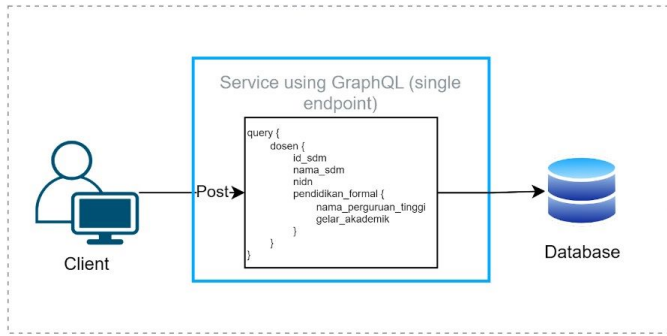 Service using GraphQL (single
endpoint)
query {
dosen {
id_sdm
nama_sdm
nidn
pendidikan_formal {
nama_perguruan_tinggi
gelar_akademik
}
}
}
Post
Client
Database